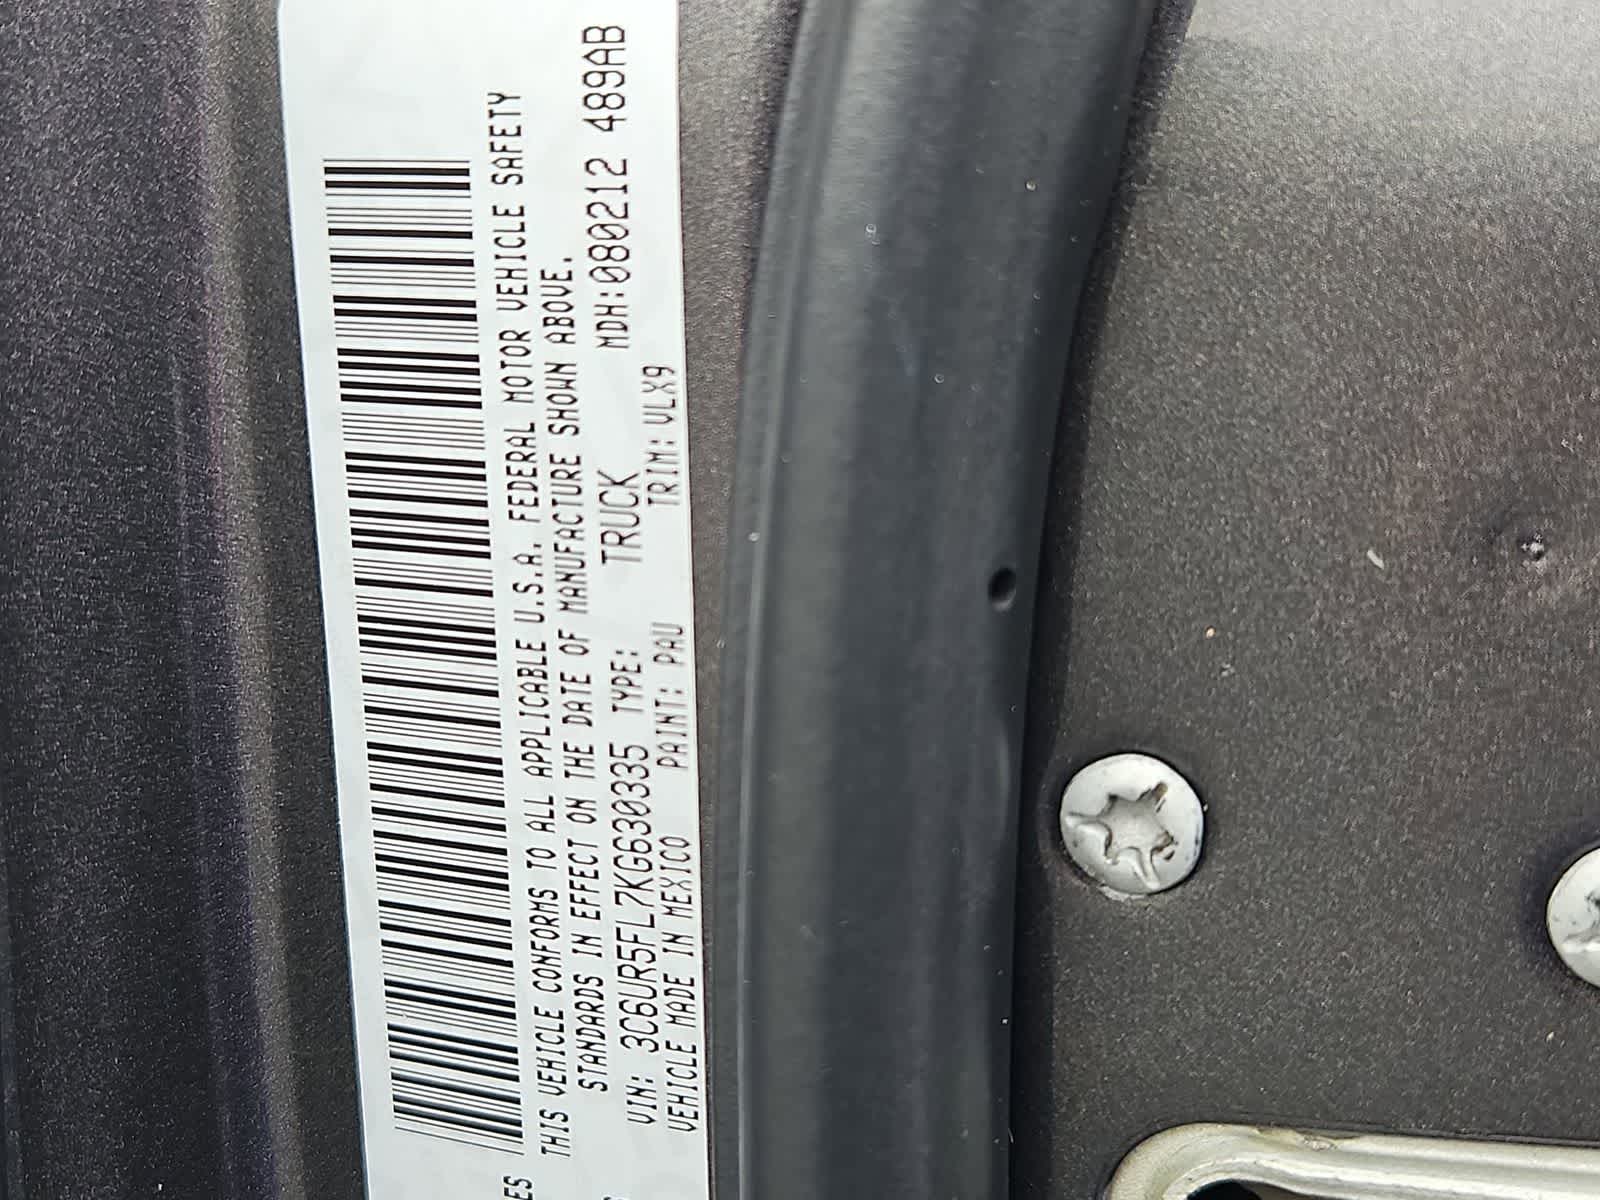 THIS VEHICLE CONFORMS TO ALL APPLICABLE U.S.A. FEDERAL MOTOR VEHICLE SAFETY
STANDARDS IN EFFECT ON THE DATE OF MANUFACTURE SHOWN ABOVE.
VIN: 3C6UR5FL7KG630335 TYPE: TRUCK MDH:080212 489AB
VEHICLE MADE IN MEXICO PAINT: PAU TRIM: VLX9